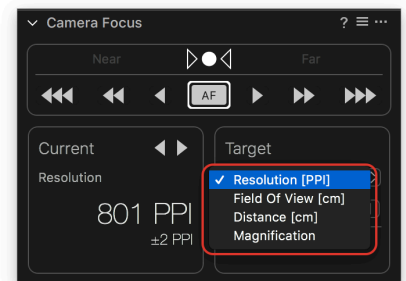 Camera Focus ?
Near Far
AF
Current Target
Resolution
801 PPI
±2 PPI
✓ Resolution [PPI]
Field Of View [cm]
Distance [cm]
Magnification